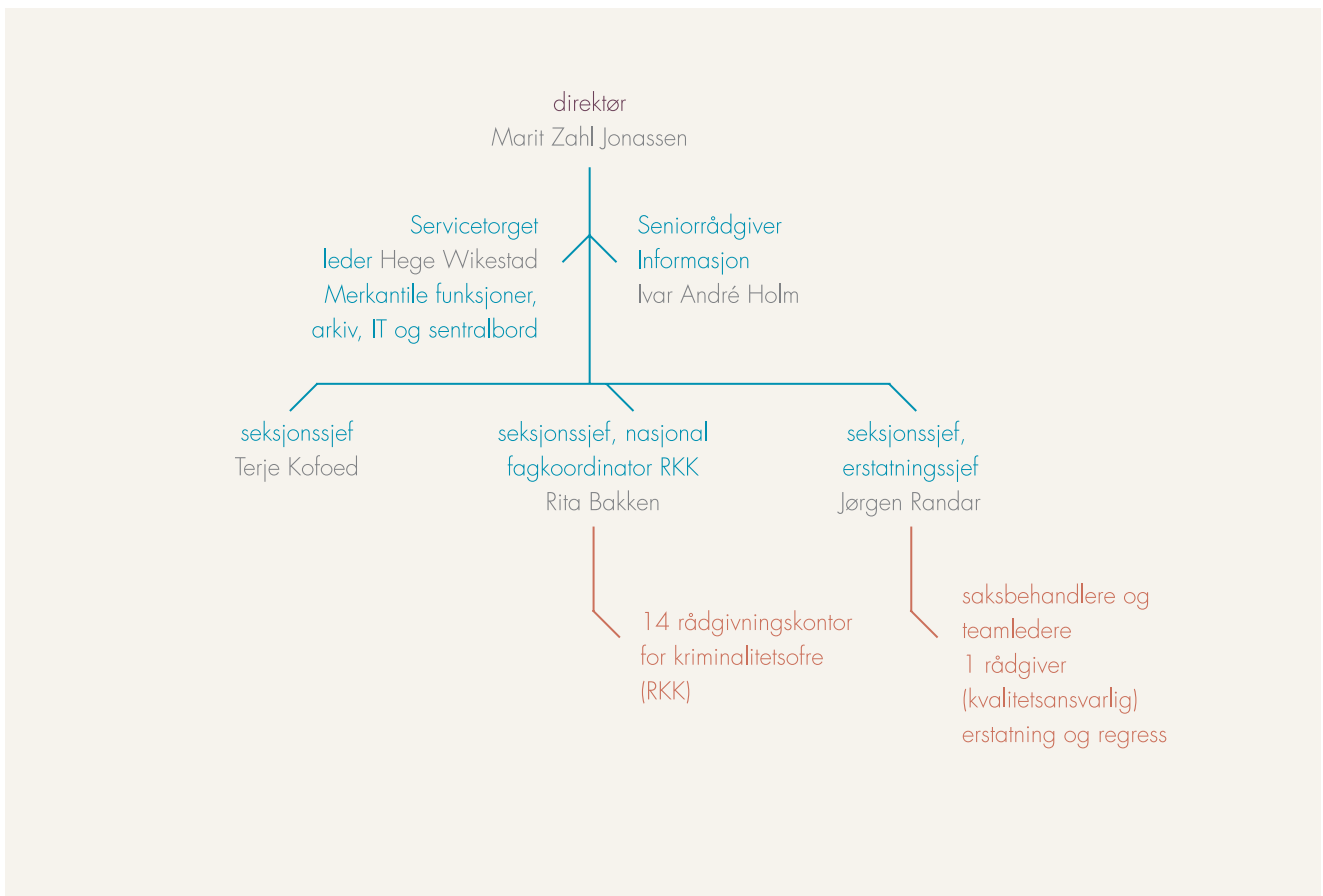 direktør
Marit Zahl Jonassen
Servicetorget
leder Hege Wikestad
Merkantile funksjoner,
arkiv, IT og sentralbord
Seniorrådgiver
Informasjon
Ivar André Holm
seksjonssjef
Terje Kofoed
seksjonssjef, nasjonal
fagkoordinator RKK
Rita Bakken
seksjonssjef,
erstatningssjef
Jørgen Randar
14 rådgivningskontor
for kriminalitetsofre
(RKK)
saksbehandlere og
teamledere
1 rådgiver
(kvalitetsansvarlig)
erstatning og regress